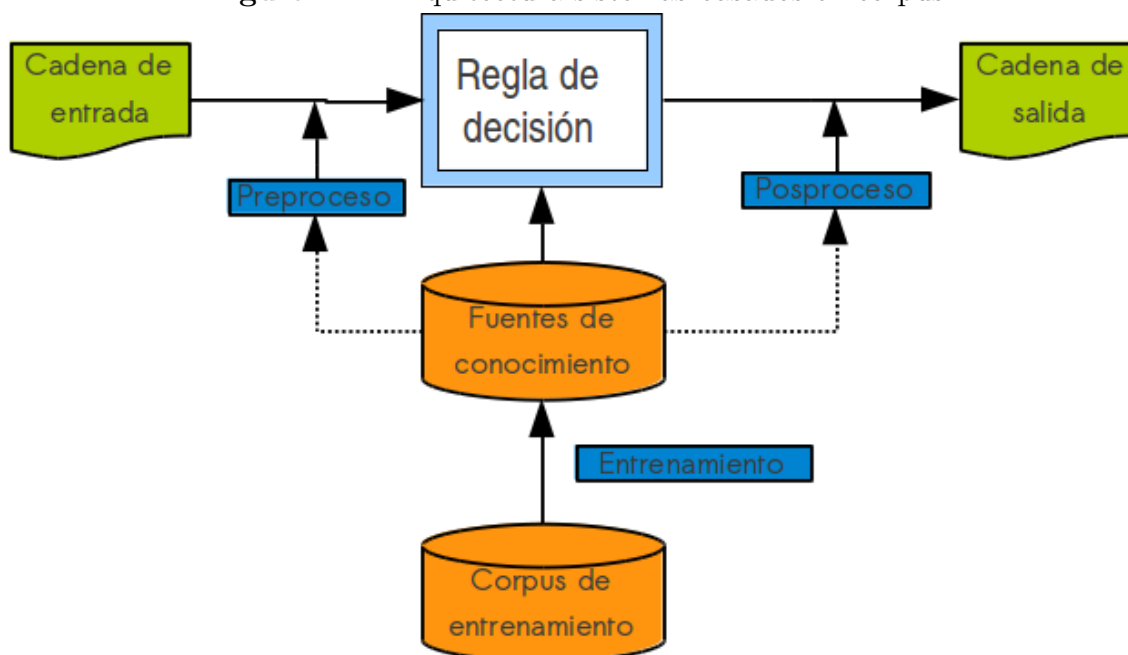 Cadena de
entrada
Regla de
decisión
Cadena de
salida
Preproceso
Posproceso
Fuentes de
conocimiento
Entrenamiento
Corpus de
entrenamiento